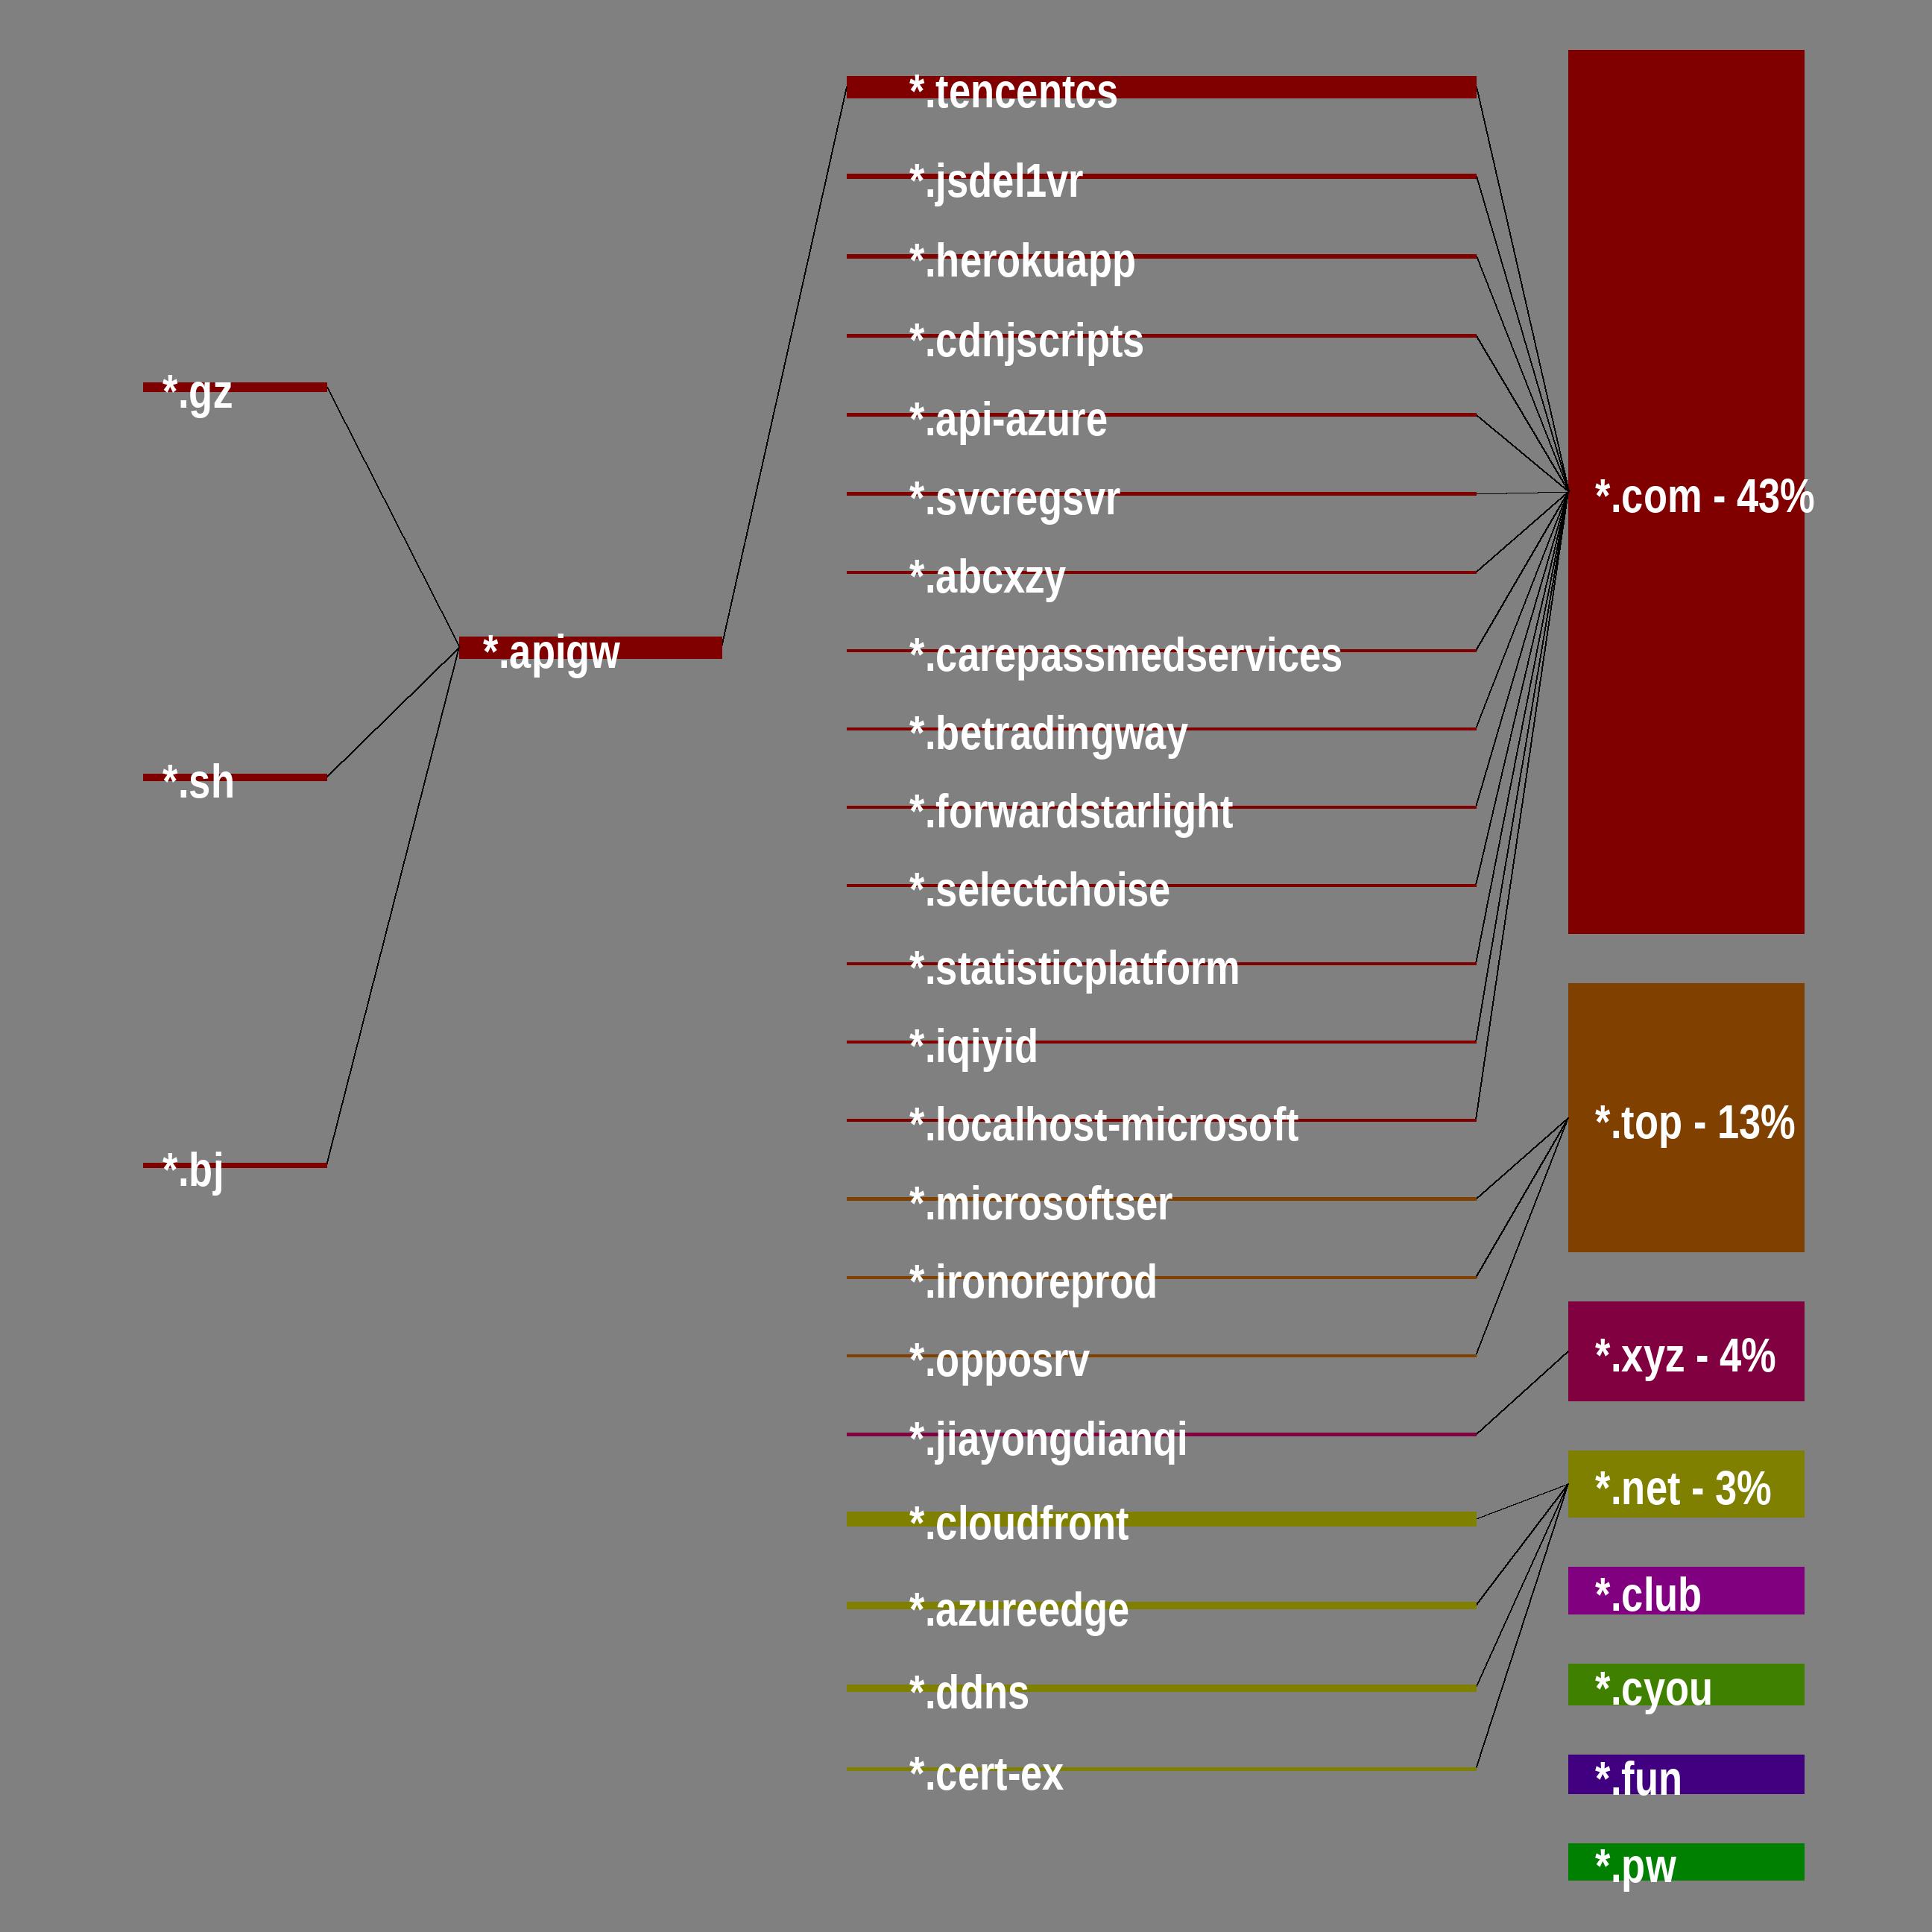 *.gz
*.sh
*.bj
*.apigw
*.tencentcs
*.jsdel1vr
*.herokuapp
*.cdnjscripts
*.api-azure
*.svcregsvr
*.abcxzy
*.carepassmedservices
*.betradingway
*.forwardstarlight
*.selectchoise
*.statisticplatform
*.iqiyid
*.localhost-microsoft
*.microsoftser
*.ironoreprod
*.opposrv
*.jiayongdianqi
*.cloudfront
*.azureedge
*.ddns
*.cert-ex
*.com - 43%
*.top - 13%
*.xyz - 4%
*.net - 3%
*.club
*.cyou
*.fun
*.pw